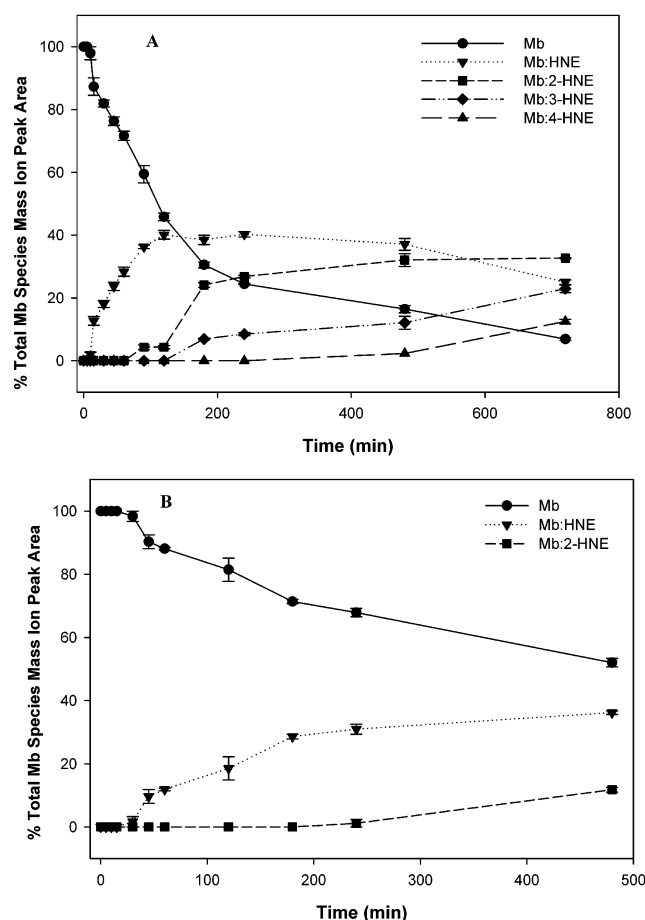 A
Mb
Mb:HNE
Mb:2-HNE
Mb:3-HNE
Mb:4-HNE
% Total Mb Species Mass Ion Peak Area
100
80
60
40
20
0
0 200 400 600 800
Time (min)
B
Mb
Mb:HNE
Mb:2-HNE
% Total Mb Species Mass Ion Peak Area
100
80
60
40
20
0
0 100 200 300 400 500
Time (min)